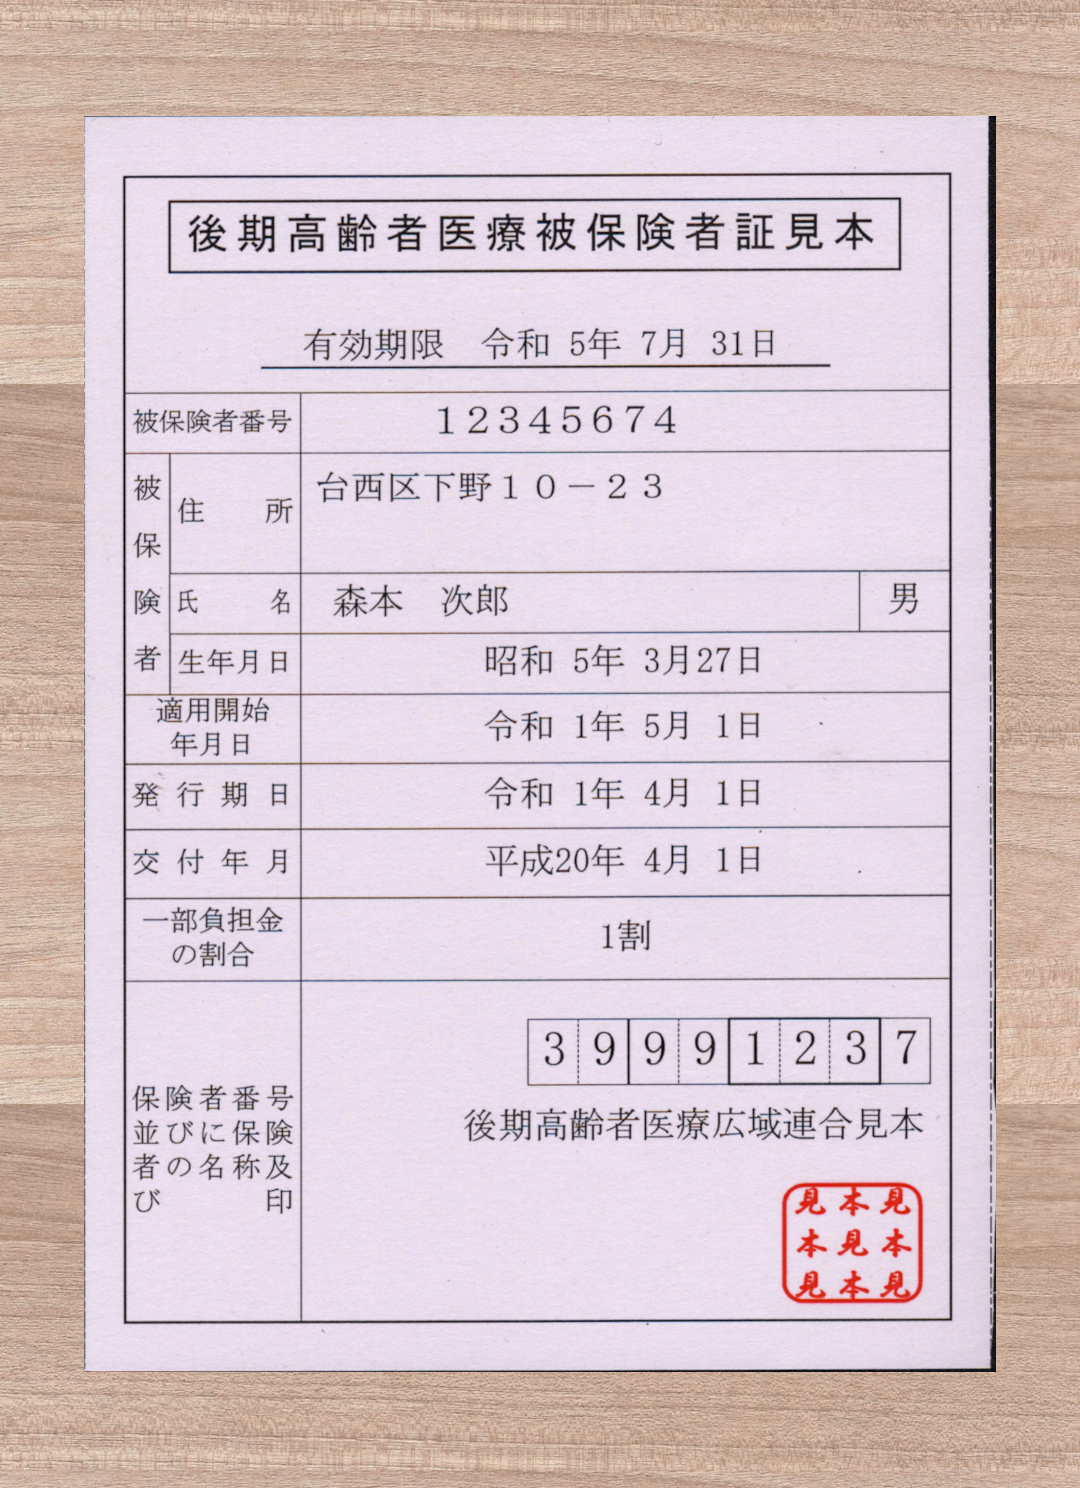 後期高齢者医療被保険者証見本
有効期限 令和 5年 7月 31日
被保険者番号 12345674
被保険者
住所 台西区下野10－23
氏名 森本 次郎 男
生年月日 昭和 5年 3月27日
適用開始
年月日
令和 1年 5月 1日
発行期日 令和 1年 4月 1日
交付年月 平成20年 4月 1日
一部負担金
の割合
1割
保険者番号
並びに保険
者の名称及
び印
39991237
後期高齢者医療広域連合見本
見本見
本見本
見本見